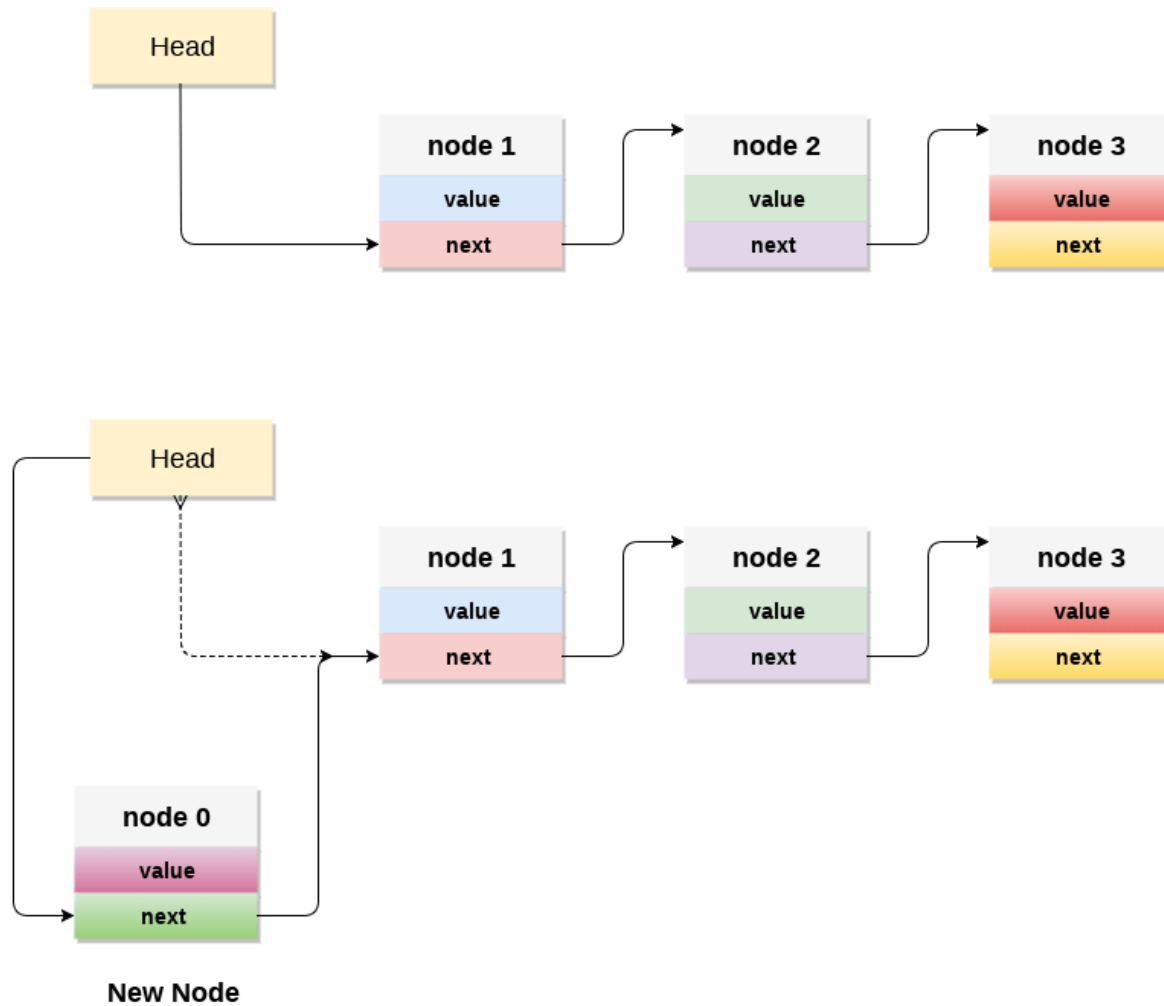 Head
node 1
value
next
node 2
value
next
node 3
value
next
Head
node 1
value
next
node 2
value
next
node 3
value
next
node 0
value
next
New Node